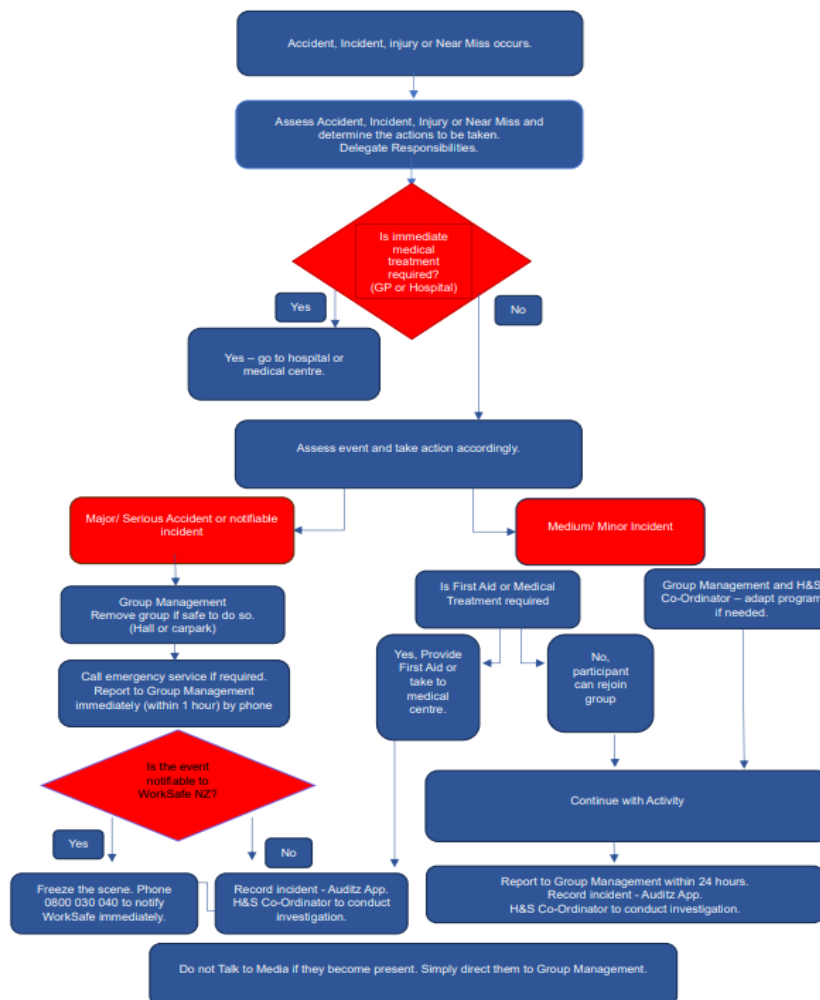 Accident, Incident, injury or Near Miss occurs.
Assess Accident, Incident, Injury or Near Miss and
determine the actions to be taken.
Delegate Responsibilities.
Is immediate
medical
treatment
required?
(GP or Hospital)
Yes
No
Yes – go to hospital or
medical centre.
Assess event and take action accordingly.
Major/ Serious Accident or notifiable
incident
Medium/ Minor Incident
Group Management
Remove group if safe to do so.
(Hall or carpark)
Is First Aid or Medical
Treatment required
Group Management and H&S
Co-Ordinator – adapt program
if needed.
Call emergency service if required.
Report to Group Management
immediately (within 1 hour) by phone
Yes, Provide
First Aid or
take to
medical
centre.
No,
participant
can rejoin
group
Is the event
notifiable to
WorkSafe NZ?
Continue with Activity
Yes
No
Freeze the scene. Phone
0800 030 040 to notify
WorkSafe immediately.
Record incident - Auditz App.
H&S Co-Ordinator to conduct
investigation.
Report to Group Management within 24 hours.
Record incident - Auditz App.
H&S Co-Ordinator to conduct investigation.
Do not Talk to Media if they become present. Simply direct them to Group Management.